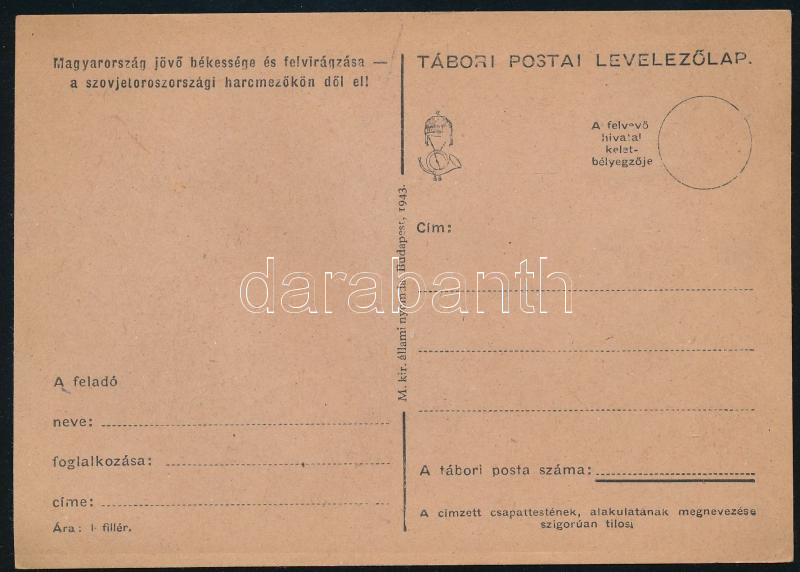 Magyarország jövő békessége és felvirágzása —
a szovjetoroszországi harcmezőkön dől el!
A feladó
neve:
foglalkozása:
címe:
Ára: 1 fillér.
M. kir. állami nyomda, Budapest, 1943.
TÁBORI POSTAI LEVELEZŐLAP.
A felvevő
hivatal
kelet-
bélyegzője
Cím:
A tábori posta száma:
A címzett csapattestének, alakulatának megnevezése
szigorúan tilos!
darabanth